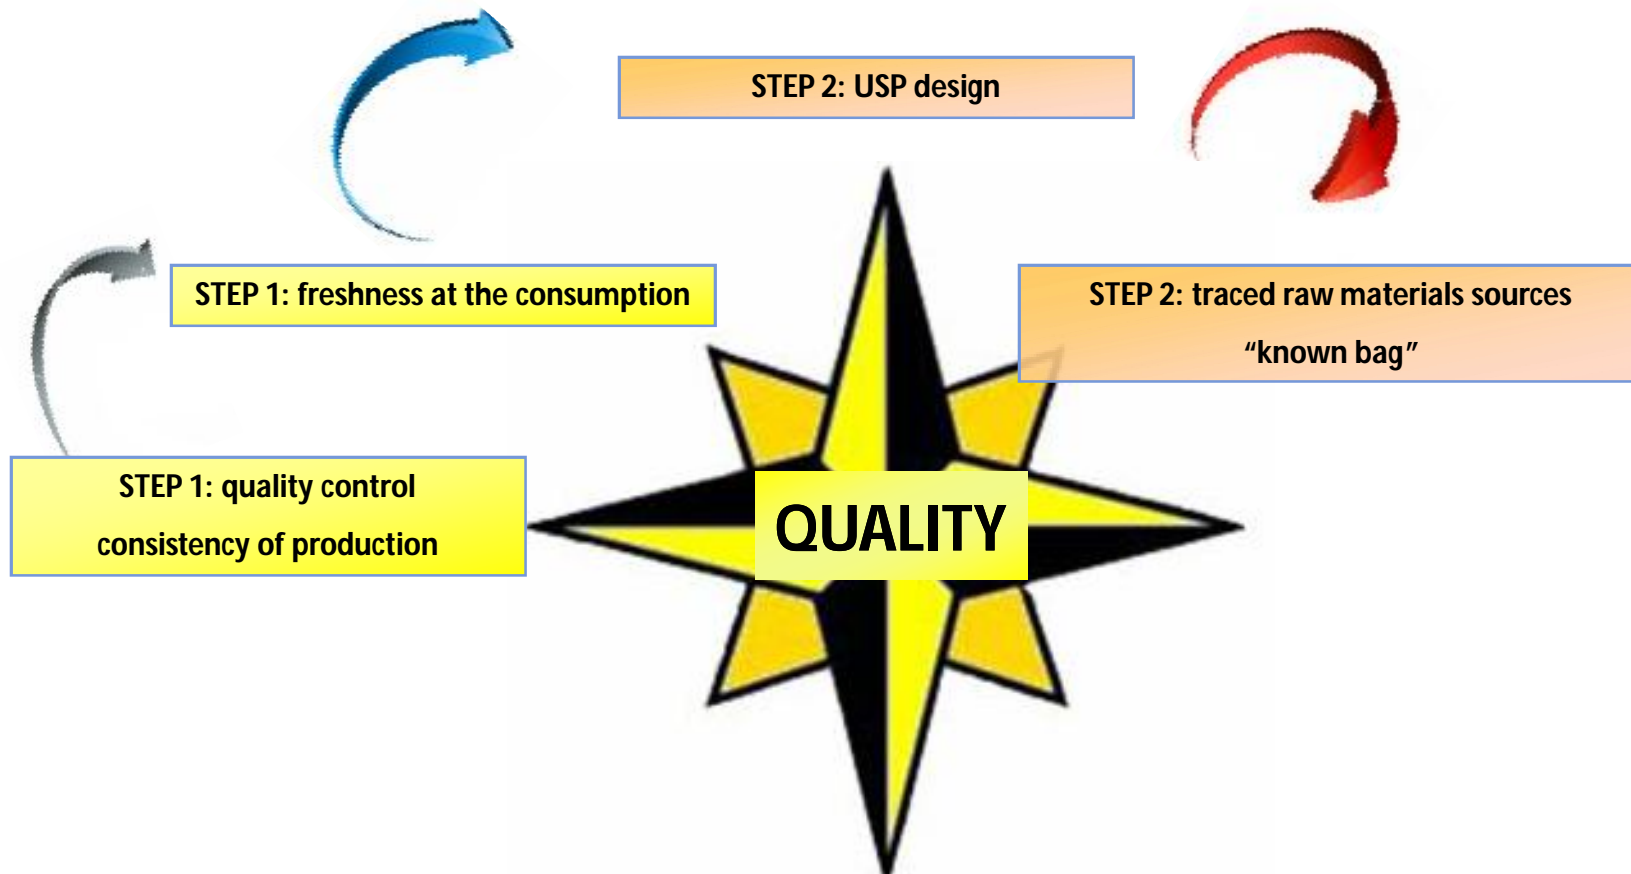 STEP 2: USP design
STEP 1: freshness at the consumption
STEP 2: traced raw materials sources
“known bag”
STEP 1: quality control
consistency of production
QUALITY